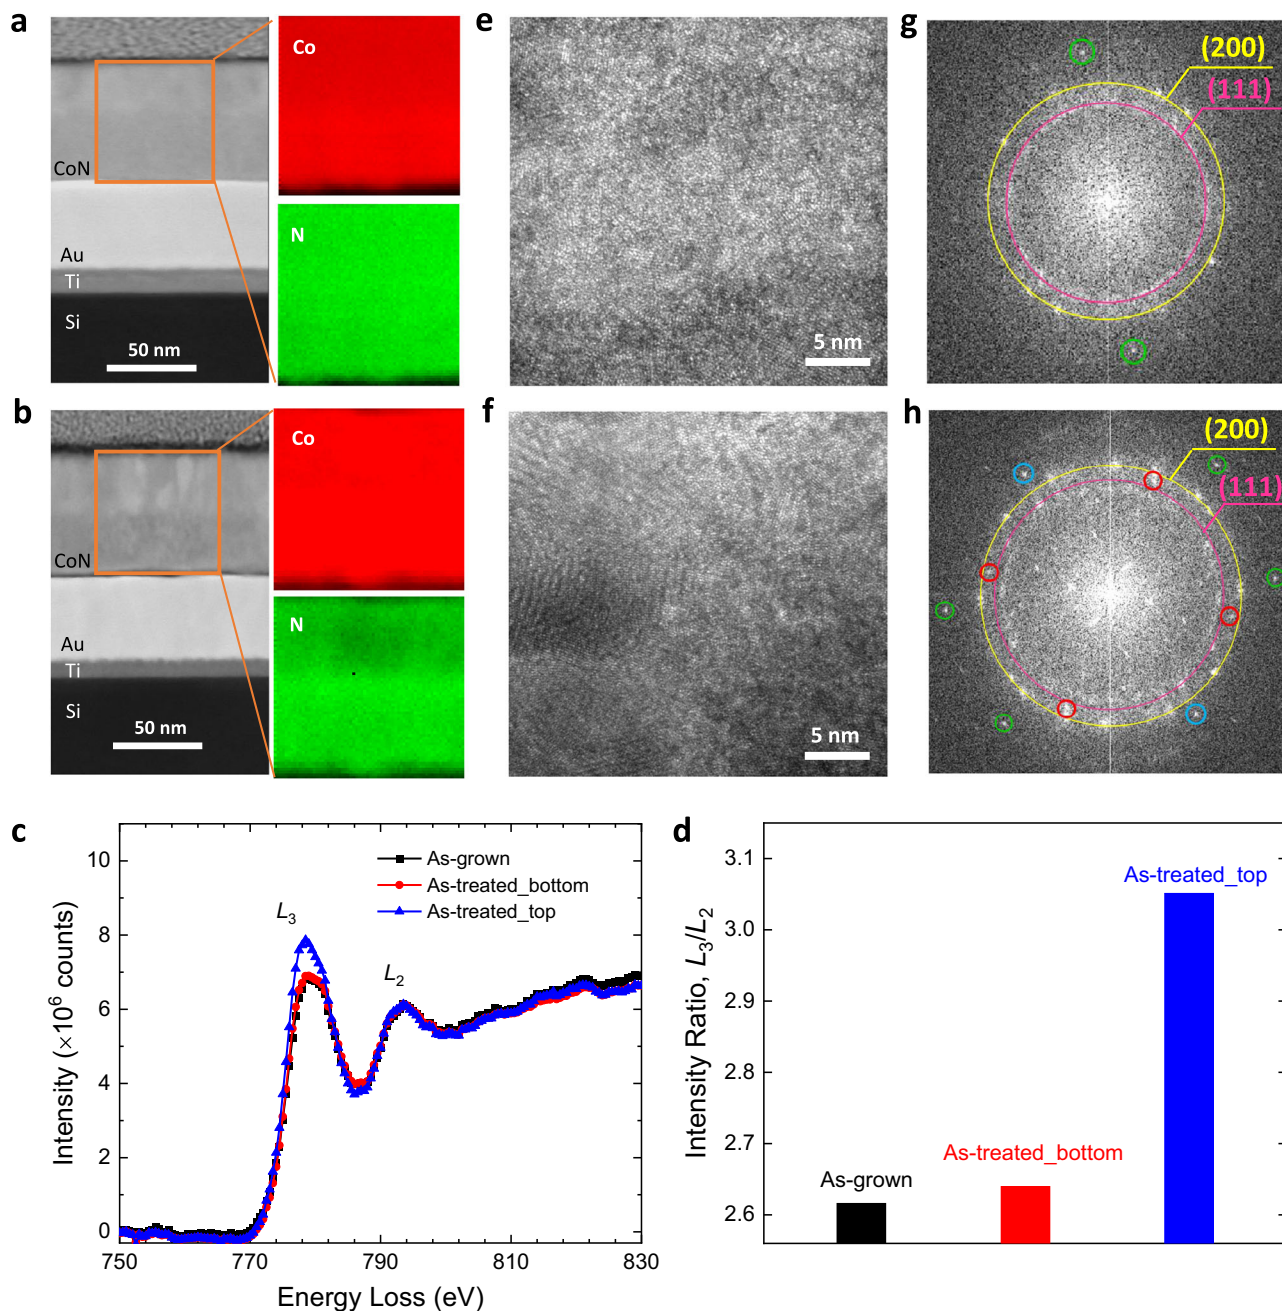 a
CoN
Au
Ti
Si
50 nm
Co
N
b
CoN
Au
Ti
Si
50 nm
Co
N
e
5 nm
f
5 nm
g
(200)
(111)
h
(200)
(111)
c
10
8
6
4
2
0
Intensity (×10⁶ counts)
As-grown
As-treated_bottom
As-treated_top
L₃
L₂
750 770 790 810 830
Energy Loss (eV)
d
3.1
3.0
2.9
2.8
2.7
2.6
Intensity Ratio, L₃/L₂
As-treated_top
As-treated_bottom
As-grown